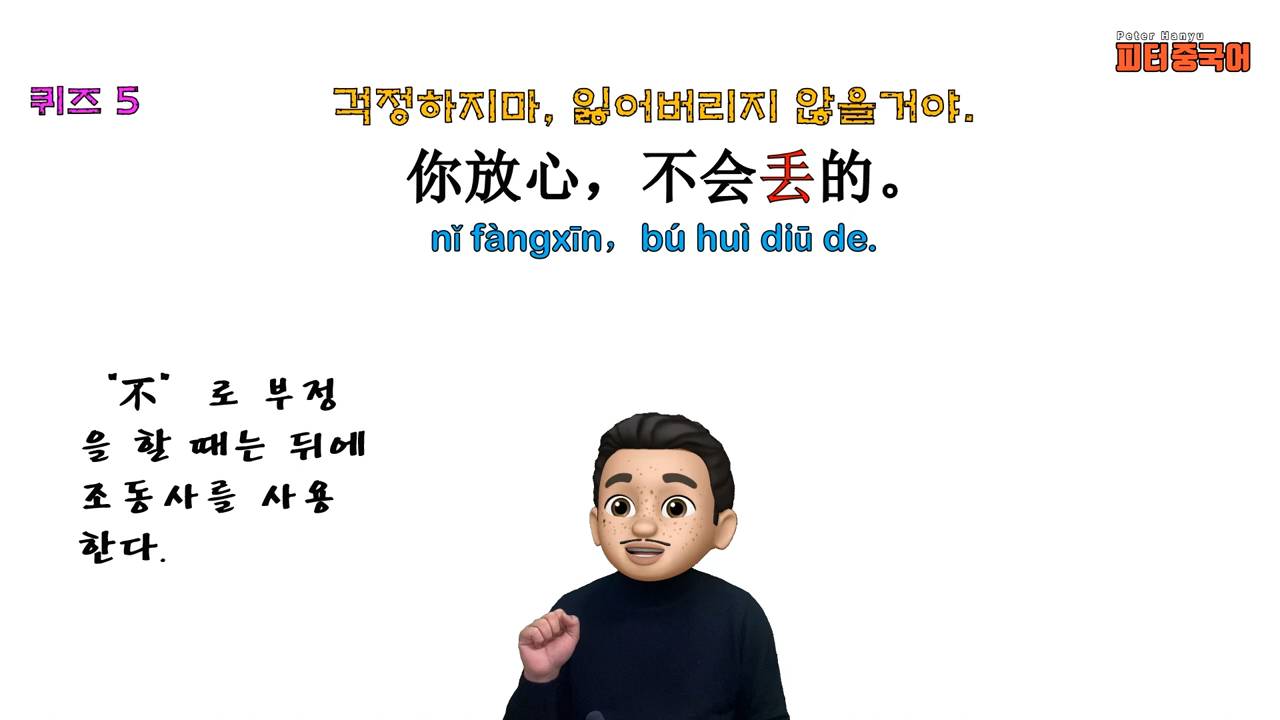 Peter Hanyu
피터중국어
퀴즈 5
걱정하지마, 잃어버리지 않을거야.
你放心，不会丢的。
nǐ fàngxīn，bú huì diū de.
"不" 로 부정
을 할 때는 뒤에
조동사를 사용
한다.